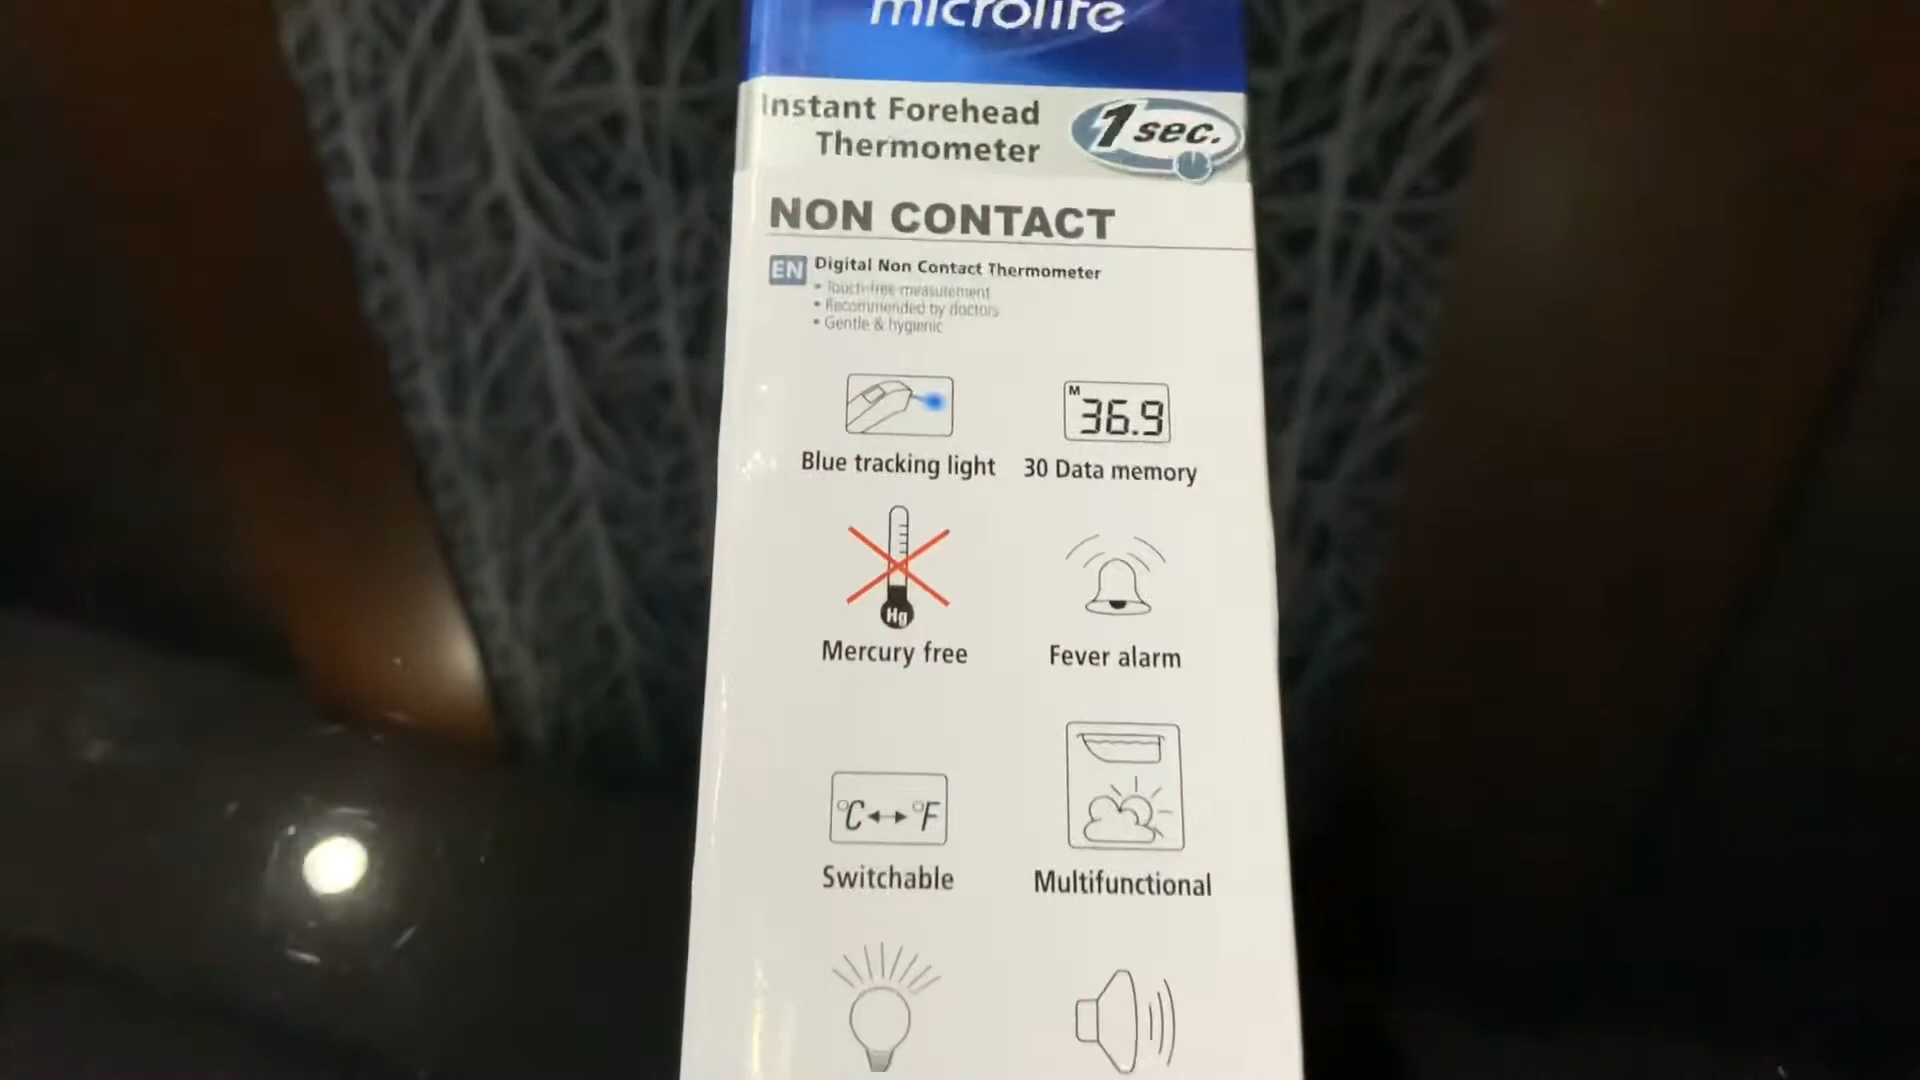 microlife
Instant Forehead
Thermometer
1 sec.
NON CONTACT
EN Digital Non Contact Thermometer
• Touch-free measurement
• Recommended by doctors
• Gentle & hygienic
M
36.9
Blue tracking light
30 Data memory
Hg
Mercury free
Fever alarm
°C ↔ °F
Switchable
Multifunctional